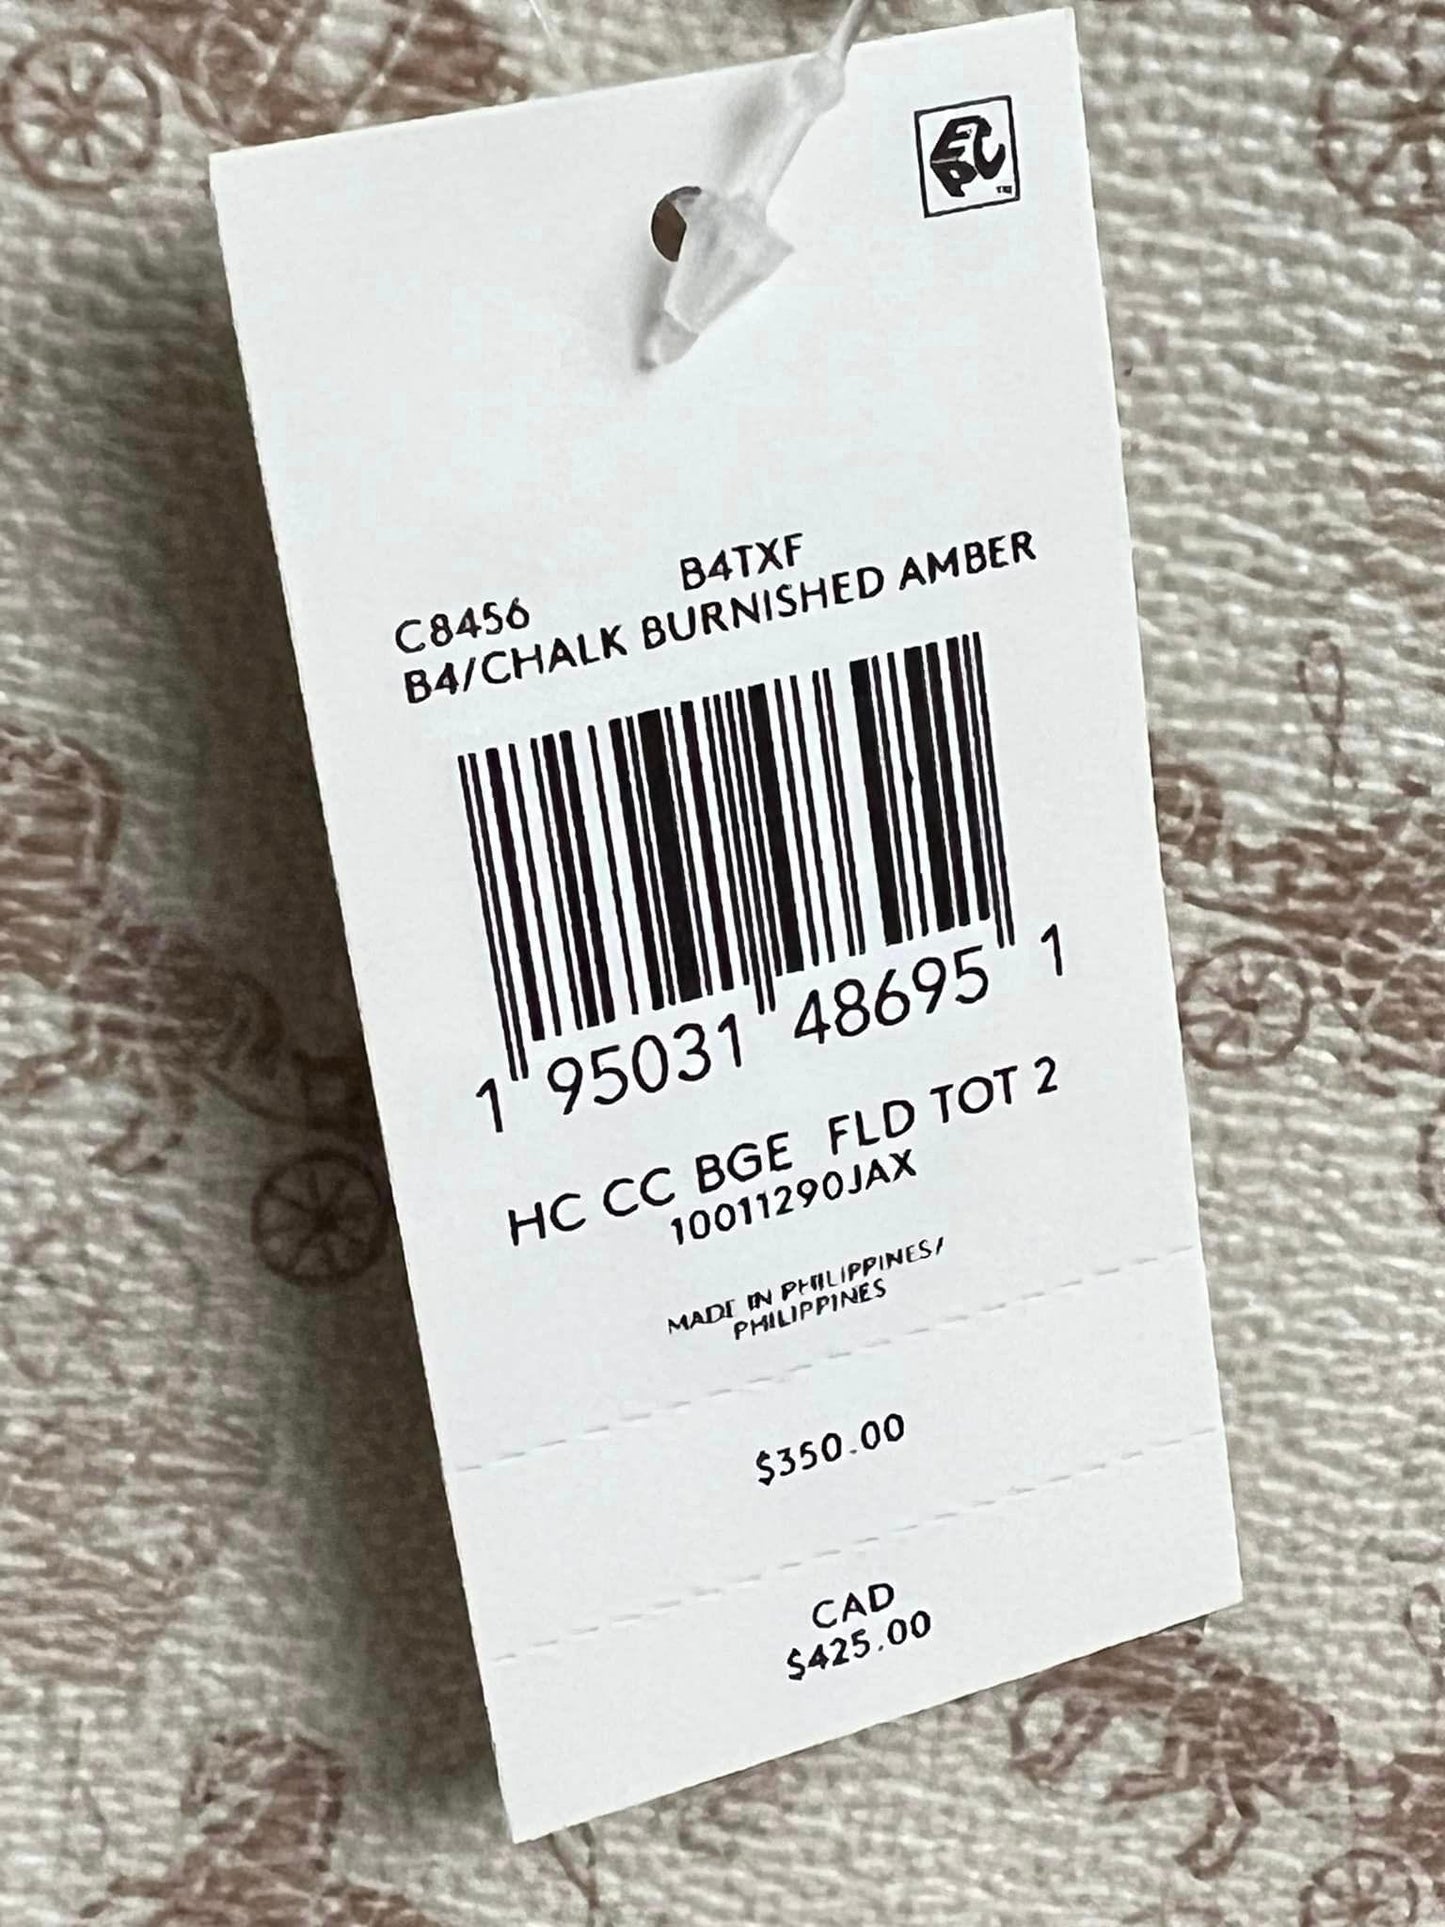 ECPC™
B4TXF
C8456
B4/CHALK BURNISHED AMBER
1 95031 48695 1
HC CC BGE FLD TOT 2
10011290JAX
MADE IN PHILIPPINES/
PHILIPPINES
$350.00
CAD
$425.00